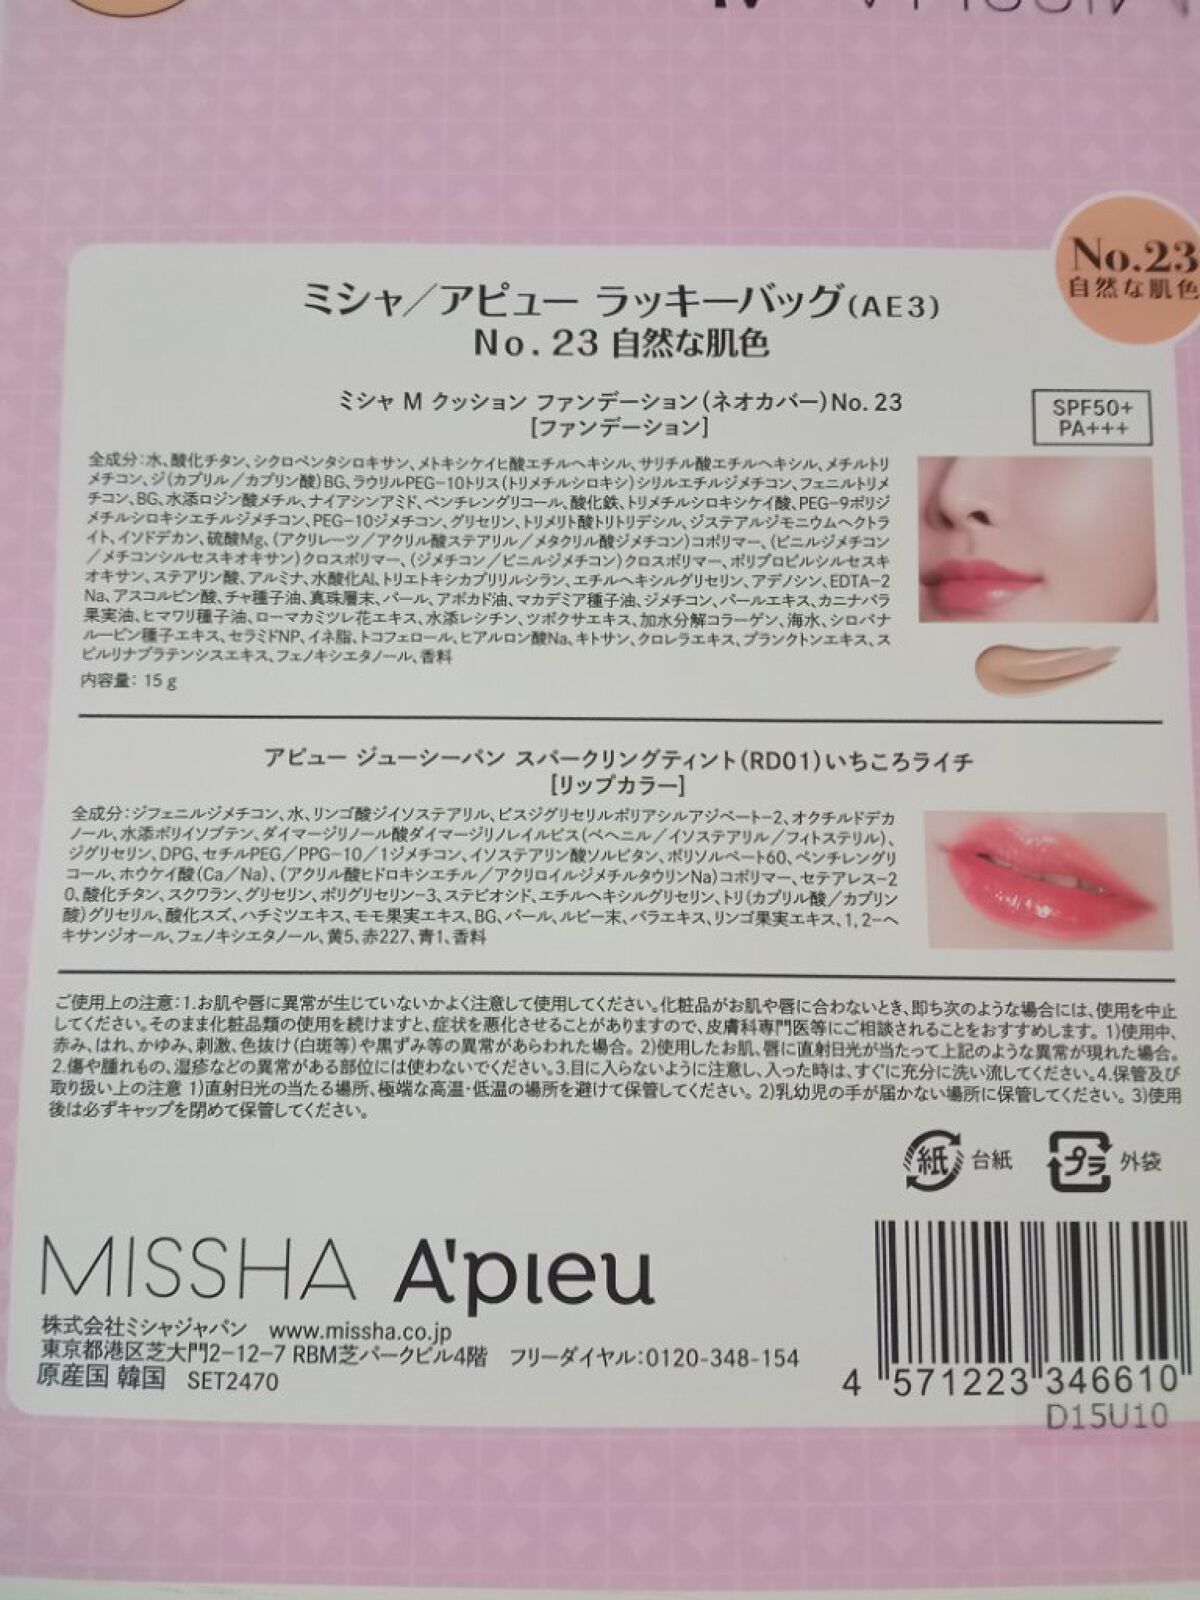 No.23
自然な肌色
ミシャ／アピュー ラッキーバッグ(AE3)
No.23 自然な肌色
ミシャ M クッション ファンデーション(ネオカバー)No.23
[ファンデーション]
SPF50+
PA+++
全成分:水、酸化チタン、シクロペンタシロキサン、メトキシケイヒ酸エチルヘキシル、サリチル酸エチルヘキシル、メチルトリ
メチコン、ジ(カプリル／カプリン酸)BG、ラウリルPEG-10トリス(トリメチルシロキシ)シリルエチルジメチコン、フェニルトリメ
チコン、BG、水添ロジン酸メチル、ナイアシンアミド、ペンチレングリコール、酸化鉄、トリメチルシロキシケイ酸、PEG-9ポリジ
メチルシロキシエチルジメチコン、PEG-10ジメチコン、グリセリン、トリメリト酸トリトリデシル、ジステアルジモニウムヘクトラ
イト、イソドデカン、硫酸Mg、(アクリレーツ／アクリル酸ステアリル／メタクリル酸ジメチコン)コポリマー、(ビニルジメチコン
／メチコンシルセスキオキサン)クロスポリマー、(ジメチコン／ビニルジメチコン)クロスポリマー、ポリプロピルシルセスキ
オキサン、ステアリン酸、アルミナ、水酸化Al、トリエトキシカプリリルシラン、エチルヘキシルグリセリン、アデノシン、EDTA-2
Na、アスコルビン酸、チャ種子油、真珠層末、パール、アボカド油、マカデミア種子油、ジメチコン、パールエキス、カニナバラ
果実油、ヒマワリ種子油、ローマカミツレ花エキス、水添レシチン、ツボクサエキス、加水分解コラーゲン、海水、シロバナ
ルーピン種子エキス、セラミドNP、イネ脂、トコフェロール、ヒアルロン酸Na、キトサン、クロレラエキス、プランクトンエキス、ス
ピルリナプラテンシスエキス、フェノキシエタノール、香料
内容量: 15 g
アピュー ジューシーパン スパークリングティント(RD01)いちころライチ
[リップカラー]
全成分:ジフェニルジメチコン、水、リンゴ酸ジイソステアリル、ビスジグリセリルポリアシルアジペート-2、オクチルドデカ
ノール、水添ポリイソブテン、ダイマージリノール酸ダイマージリノレイルビス(ベヘニル／イソステアリル／フィトステリル)、
ジグリセリン、DPG、セチルPEG／PPG-10／1ジメチコン、イソステアリン酸ソルビタン、ポリソルベート60、ペンチレングリ
コール、ホウケイ酸(Ca／Na)、(アクリル酸ヒドロキシエチル／アクリロイルジメチルタウリンNa)コポリマー、セテアレス-2
0、酸化チタン、スクワラン、グリセリン、ポリグリセリン-3、ステビオシド、エチルヘキシルグリセリン、トリ(カプリル酸／カプリン
酸)グリセリル、酸化スズ、ハチミツエキス、モモ果実エキス、BG、パール、ルビー末、バラエキス、リンゴ果実エキス、1,2-ヘ
キサンジオール、フェノキシエタノール、黄5、赤227、青1、香料
ご使用上の注意:1.お肌や唇に異常が生じていないかよく注意して使用してください。化粧品がお肌や唇に合わないとき、即ち次のような場合には、使用を中止
してください。そのまま化粧品類の使用を続けますと、症状を悪化させることがありますので、皮膚科専門医等にご相談されることをおすすめします。 1)使用中、
赤み、はれ、かゆみ、刺激、色抜け(白斑等)や黒ずみ等の異常があらわれた場合。 2)使用したお肌、唇に直射日光が当たって上記のような異常が現れた場合。
2.傷や腫れもの、湿疹などの異常がある部位には使わないでください。3.目に入らないように注意し、入った時は、すぐに充分に洗い流してください。4.保管及び
取り扱い上の注意 1)直射日光の当たる場所、極端な高温・低温の場所を避けて保管してください。 2)乳幼児の手が届かない場所に保管してください。 3)使用
後は必ずキャップを閉めて保管してください。
紙 台紙 プラ 外袋
MISSHA A'pieu
株式会社ミシャジャパン www.missha.co.jp
東京都港区芝大門2-12-7 RBM芝パークビル4階 フリーダイヤル:0120-348-154
原産国 韓国 SET2470
4 571223 346610
D15U10